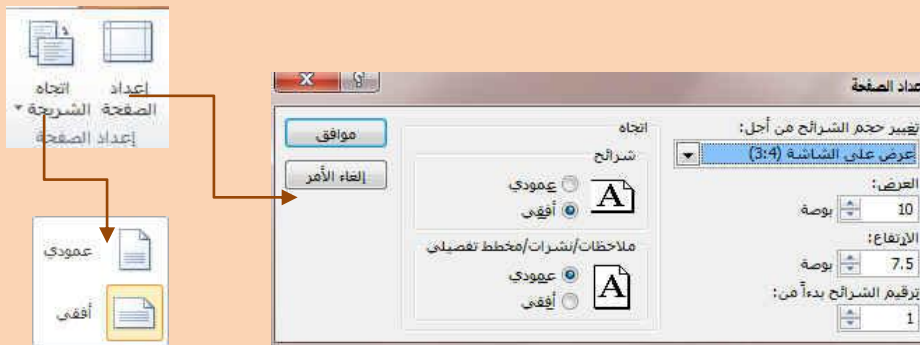 إعداد الصفحة
اتجاه الشريحة
إعداد الصفحة
عمودي
أفقي
عداد الصفحة
تغيير حجم الشرائح من أجل:
عرض على الشاشة (3:4)
العرض:
10 بوصة
الارتفاع:
7.5 بوصة
ترقيم الشرائح بدءاً من:
1
اتجاه
شرائح
عمودي
أفقي
A
ملاحظات/نشرات/مخطط تفصيلي
عمودي
أفقي
A
موافق
إلغاء الأمر